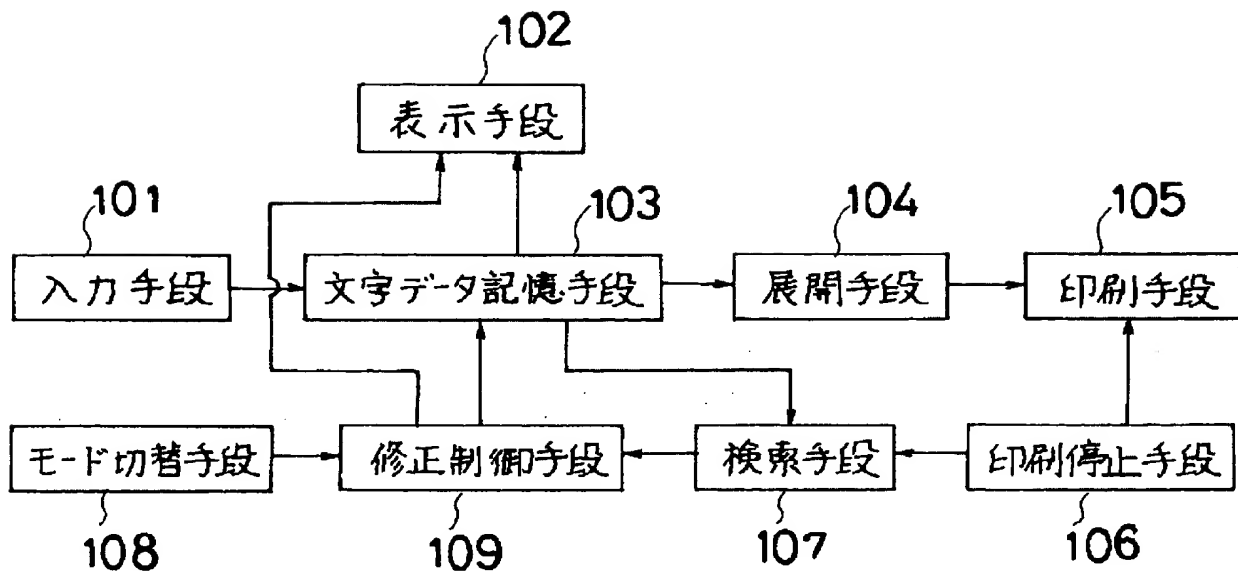 102
表示手段
101
103
104
105
入力手段
文字データ記憶手段
展開手段
印刷手段
モード切替手段
修正制御手段
検索手段
印刷停止手段
108
109
107
106